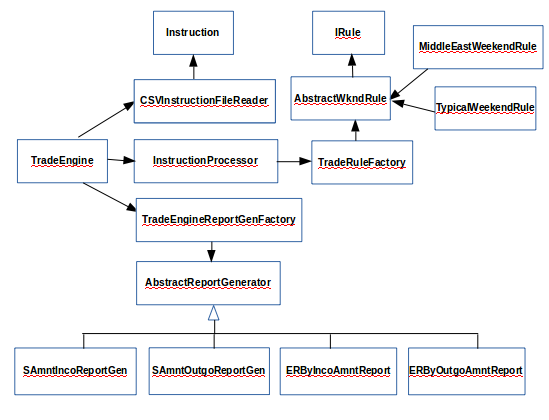 Instruction
IRule
MiddleEastWeekendRule
CSVInstructionFileReader
AbstractWkndRule
TypicalWeekendRule
TradeEngine
InstructionProcessor
TradeRuleFactory
TradeEngineReportGenFactory
AbstractReportGenerator
SAmntIncoReportGen
SAmntOutgoReportGen
ERByIncoAmntReport
ERByOutgoAmntReport